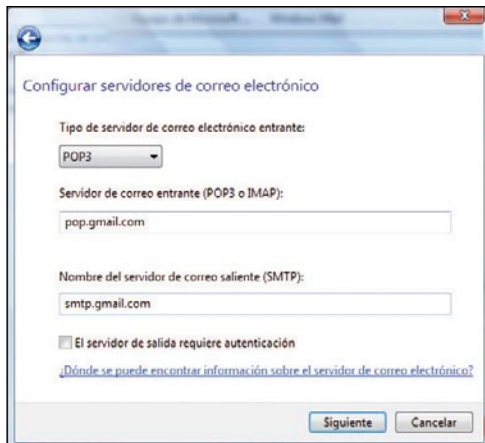 Windows Mail
Configurar servidores de correo electrónico
Tipo de servidor de correo electrónico entrante:
POP3
Servidor de correo entrante (POP3 o IMAP):
pop.gmail.com
Nombre del servidor de correo saliente (SMTP):
smtp.gmail.com
El servidor de salida requiere autenticación
¿Dónde se puede encontrar información sobre el servidor de correo electrónico?
Siguiente
Cancelar